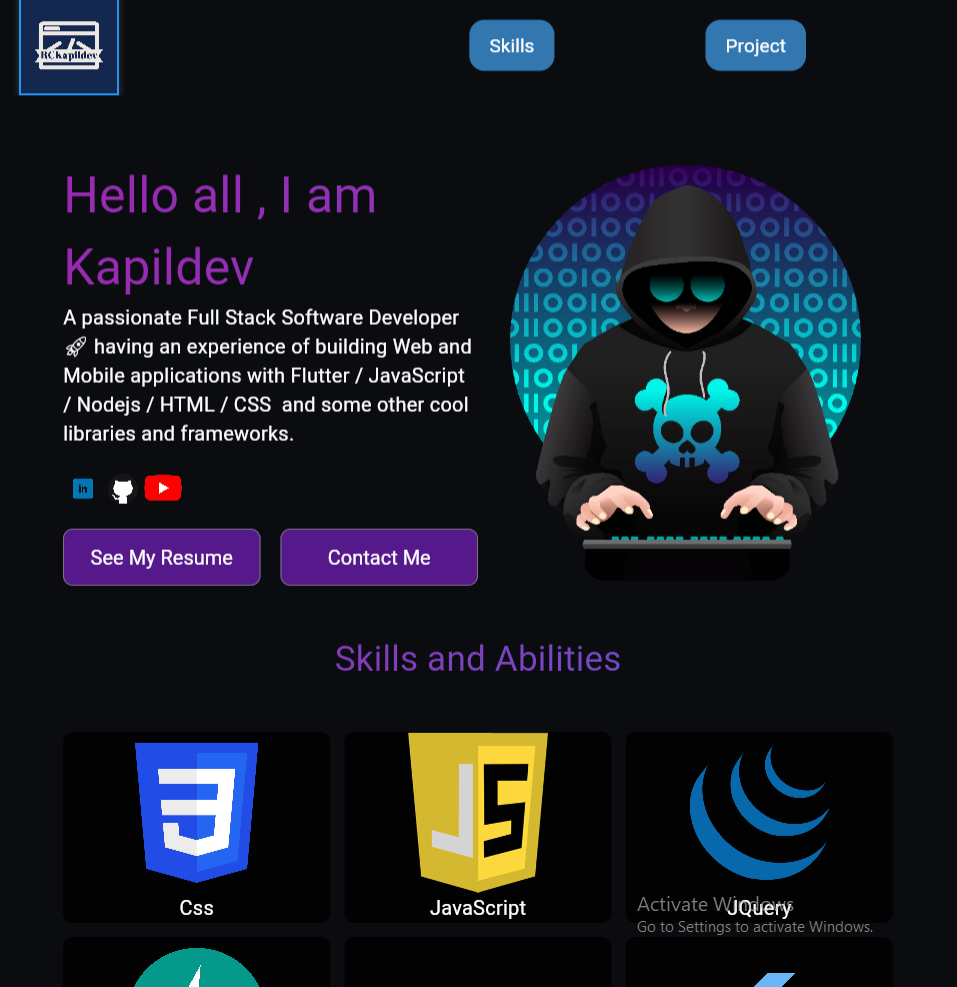 RCkapildev
Skills
Project
Hello all , I am
Kapildev
A passionate Full Stack Software Developer
🚀 having an experience of building Web and
Mobile applications with Flutter / JavaScript
/ Nodejs / HTML / CSS  and some other cool
libraries and frameworks.
in
See My Resume
Contact Me
Skills and Abilities
JS
Css
JavaScript
JQuery
Activate Windows
Go to Settings to activate Windows.